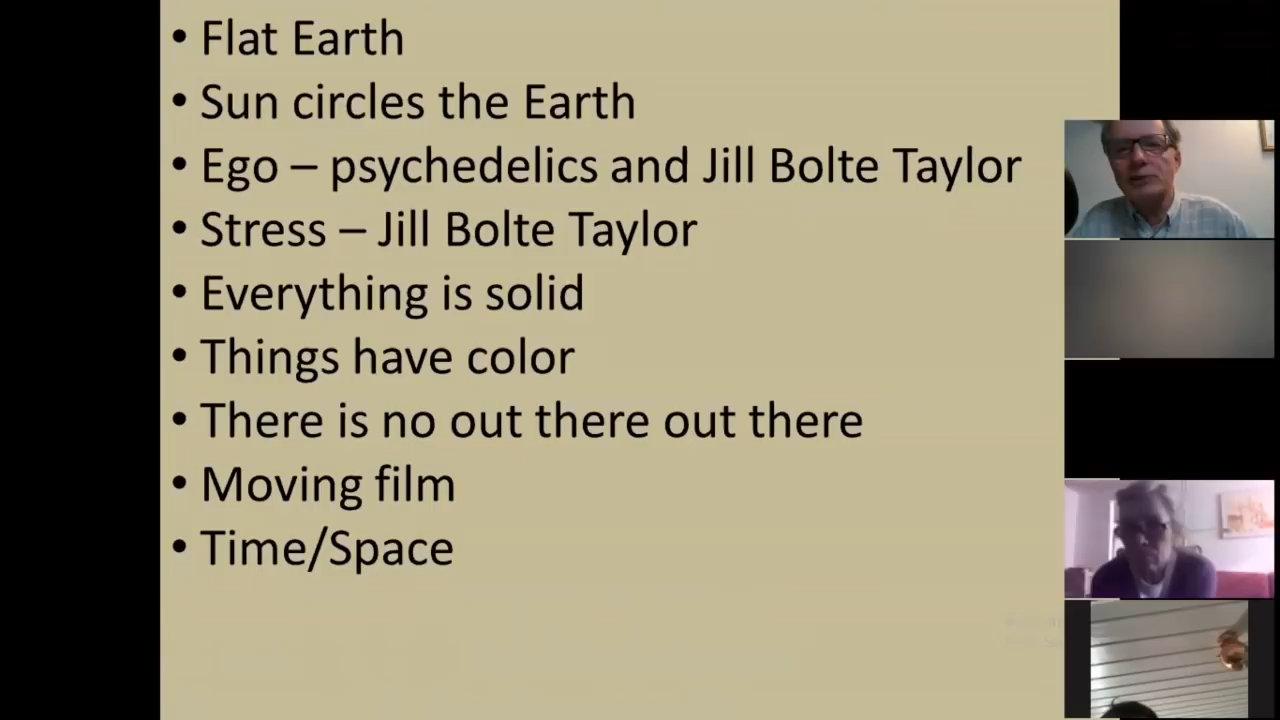 • Flat Earth
• Sun circles the Earth
• Ego – psychedelics and Jill Bolte Taylor
• Stress – Jill Bolte Taylor
• Everything is solid
• Things have color
• There is no out there out there
• Moving film
• Time/Space